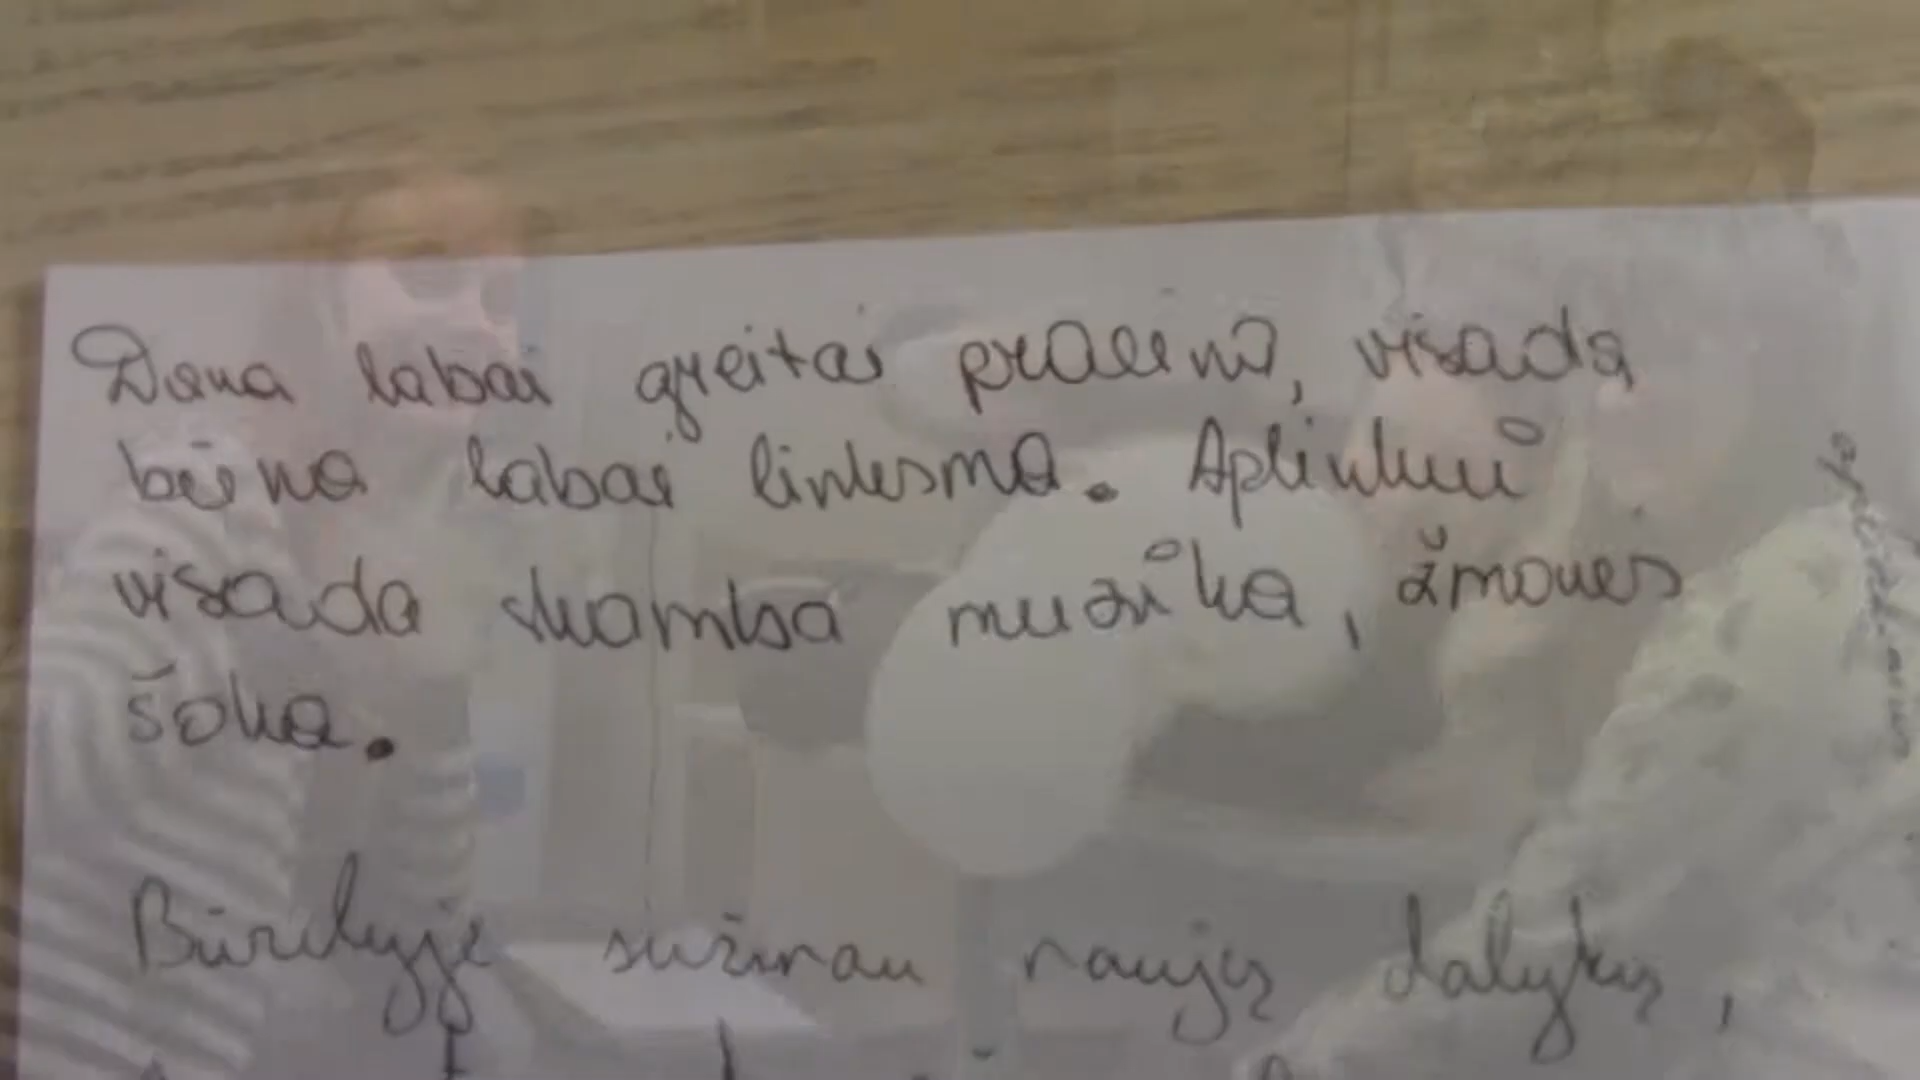 Diena labai greitai praeina, visada
būna labai linksma. Aplinkui
visada skamba muzika, žmonės
šoka.
Būrelyje sužinau naujų dalykų,